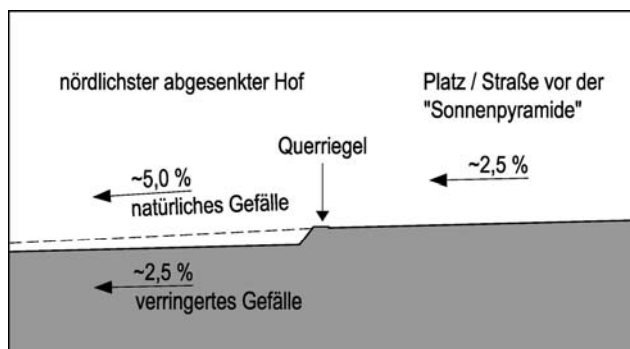 nördlichster abgesenkter Hof
Platz / Straße vor der
"Sonnenpyramide"
Querriegel
~5,0 %
natürliches Gefälle
~2,5 %
~2,5 %
verringertes Gefälle